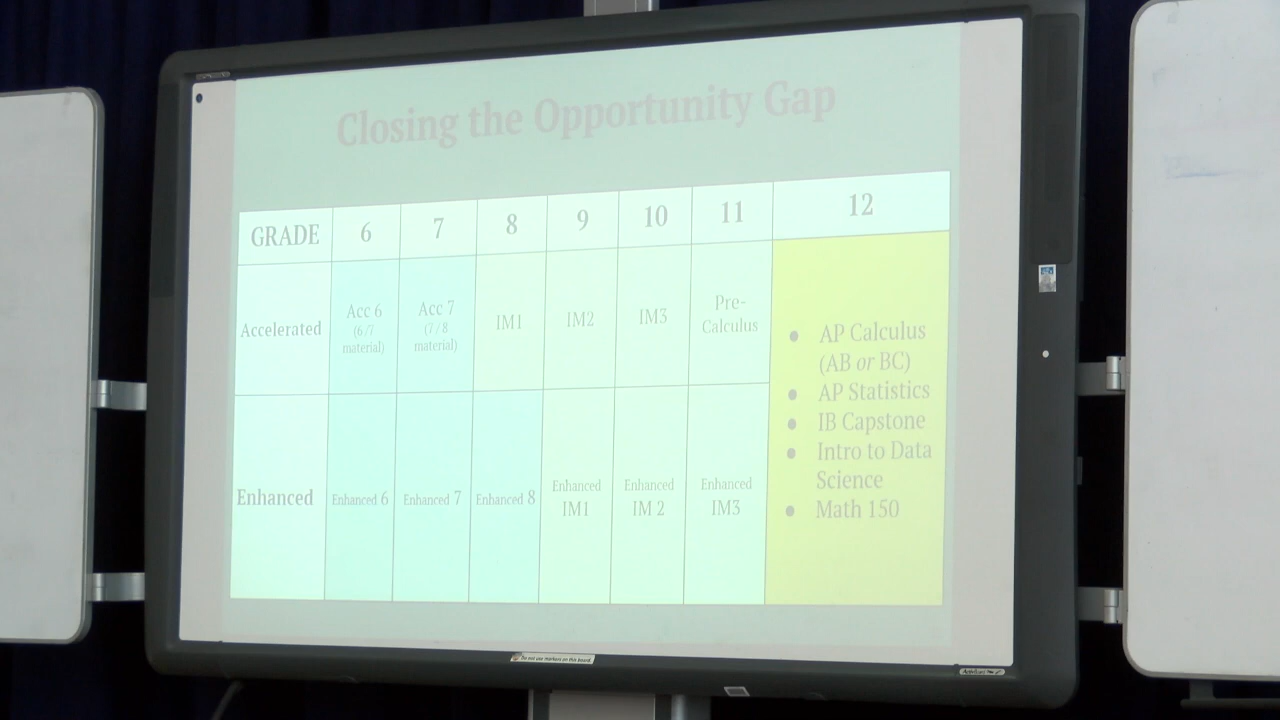 Closing the Opportunity Gap
GRADE 6 7 8 9 10 11 12
Accelerated
Acc 6
(6/7
material)
Acc 7
(7/8
material)
IM1
IM2
IM3
Pre-
Calculus
Enhanced
Enhanced 6
Enhanced 7
Enhanced 8
Enhanced
IM1
Enhanced
IM 2
Enhanced
IM3
● AP Calculus
(AB or BC)
● AP Statistics
● IB Capstone
● Intro to Data
Science
● Math 150
Do not use markers on this board.